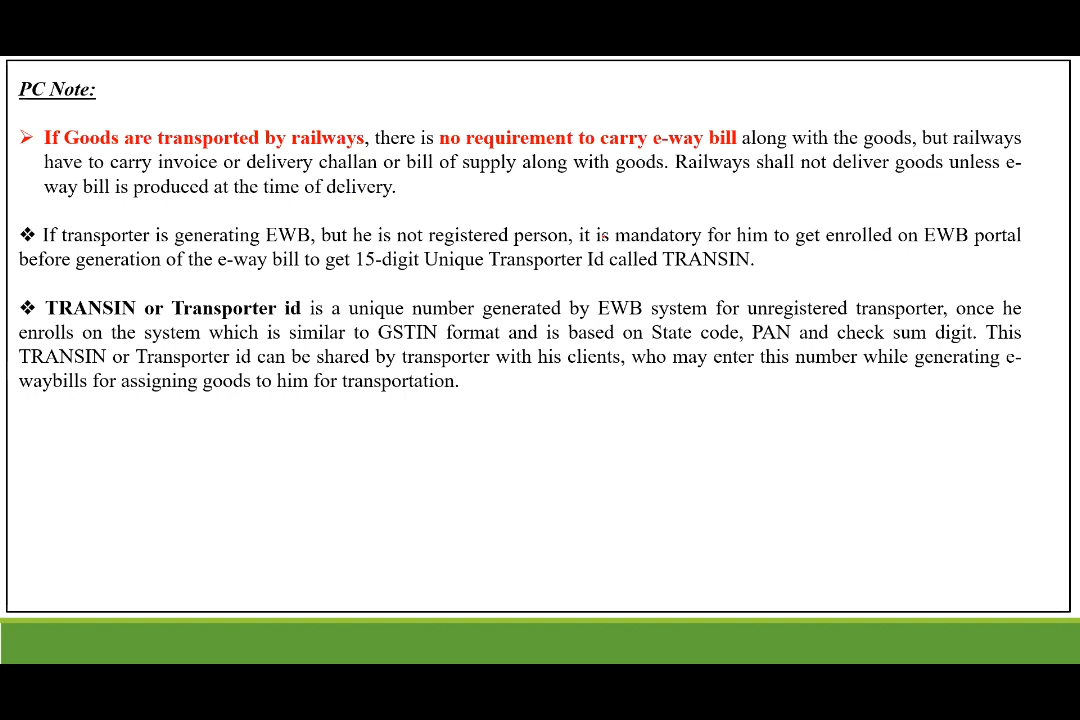 PC Note:
➢ If Goods are transported by railways, there is no requirement to carry e-way bill along with the goods, but railways
have to carry invoice or delivery challan or bill of supply along with goods. Railways shall not deliver goods unless e-
way bill is produced at the time of delivery.
❖ If transporter is generating EWB, but he is not registered person, it is mandatory for him to get enrolled on EWB portal
before generation of the e-way bill to get 15-digit Unique Transporter Id called TRANSIN.
❖ TRANSIN or Transporter id is a unique number generated by EWB system for unregistered transporter, once he
enrolls on the system which is similar to GSTIN format and is based on State code, PAN and check sum digit. This
TRANSIN or Transporter id can be shared by transporter with his clients, who may enter this number while generating e-
waybills for assigning goods to him for transportation.